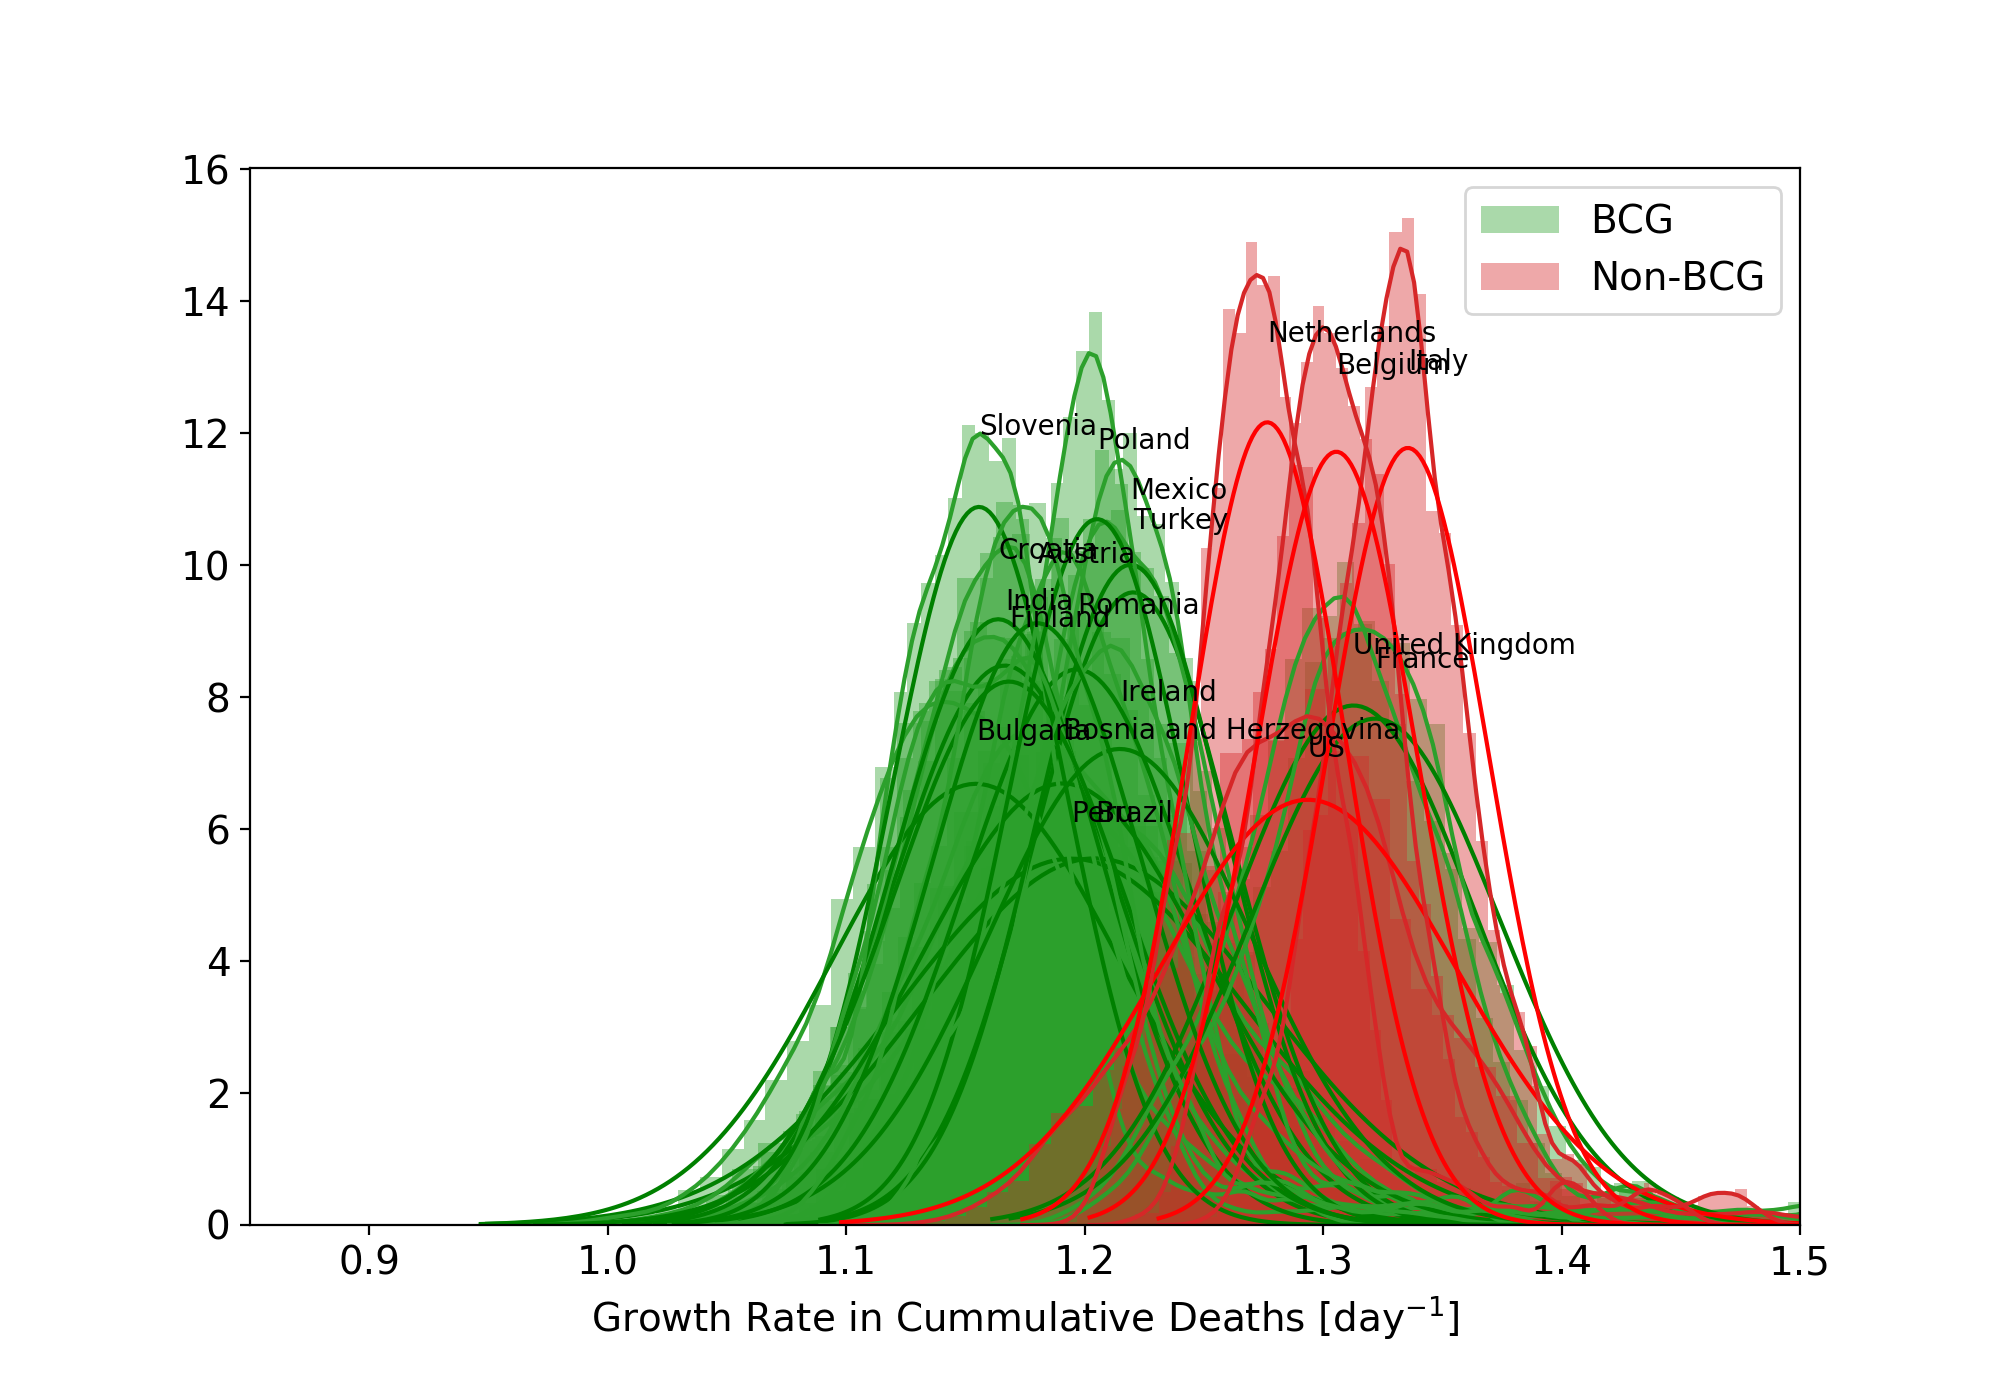 16
14
12
10
8
6
4
2
0
BCG
Non-BCG
Netherlands
Belgium
Italy
Slovenia
Poland
Mexico
Turkey
Croatia
Austria
India
Romania
Finland
United Kingdom
France
Ireland
Bulgaria
Bosnia and Herzegovina
US
Peru
Brazil
0.9 1.0 1.1 1.2 1.3 1.4 1.5
Growth Rate in Cummulative Deaths [day⁻¹]